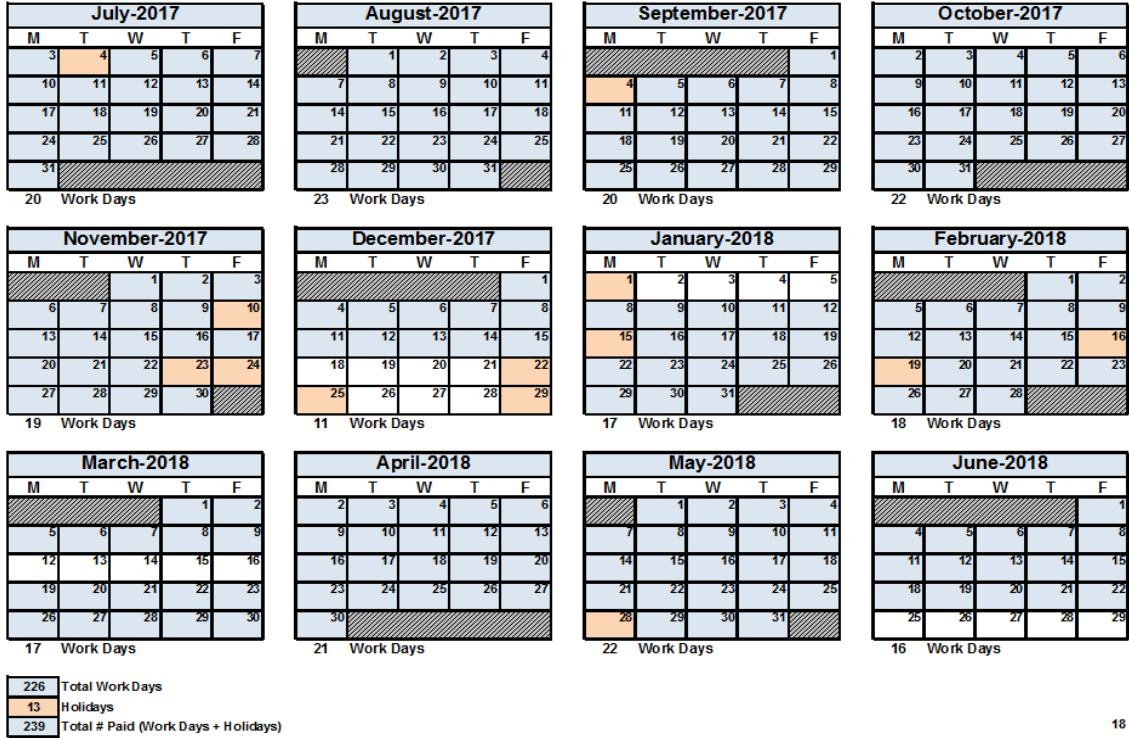 July-2017 August-2017 September-2017 October-2017
M T W T F M T W T F M T W T F M T W T F
3 4 5 6 7 1 2 3 4 1 2 3 4 5 6
10 11 12 13 14 7 8 9 10 11 4 5 6 7 8 9 10 11 12 13
17 18 19 20 21 14 15 16 17 18 11 12 13 14 15 16 17 18 19 20
24 25 26 27 28 21 22 23 24 25 18 19 20 21 22 23 24 25 26 27
31 28 29 30 31 25 26 27 28 29 30 31
20 Work Days 23 Work Days 20 Work Days 22 Work Days
November-2017 December-2017 January-2018 February-2018
M T W T F M T W T F M T W T F M T W T F
1 2 3 1 1 2 3 4 5 1 2
6 7 8 9 10 4 5 6 7 8 8 9 10 11 12 5 6 7 8 9
13 14 15 16 17 11 12 13 14 15 15 16 17 18 19 12 13 14 15 16
20 21 22 23 24 18 19 20 21 22 22 23 24 25 26 19 20 21 22 23
27 28 29 30 25 26 27 28 29 29 30 31 26 27 28
19 Work Days 11 Work Days 17 Work Days 18 Work Days
March-2018 April-2018 May-2018 June-2018
M T W T F M T W T F M T W T F M T W T F
1 2 2 3 4 5 6 1 2 3 4 1
5 6 7 8 9 9 10 11 12 13 7 8 9 10 11 4 5 6 7 8
12 13 14 15 16 16 17 18 19 20 14 15 16 17 18 11 12 13 14 15
19 20 21 22 23 23 24 25 26 27 21 22 23 24 25 18 19 20 21 22
26 27 28 29 30 30 28 29 30 31 25 26 27 28 29
17 Work Days 21 Work Days 22 Work Days 16 Work Days
226 Total Work Days
13 Holidays
239 Total # Paid (Work Days + Holidays)
18